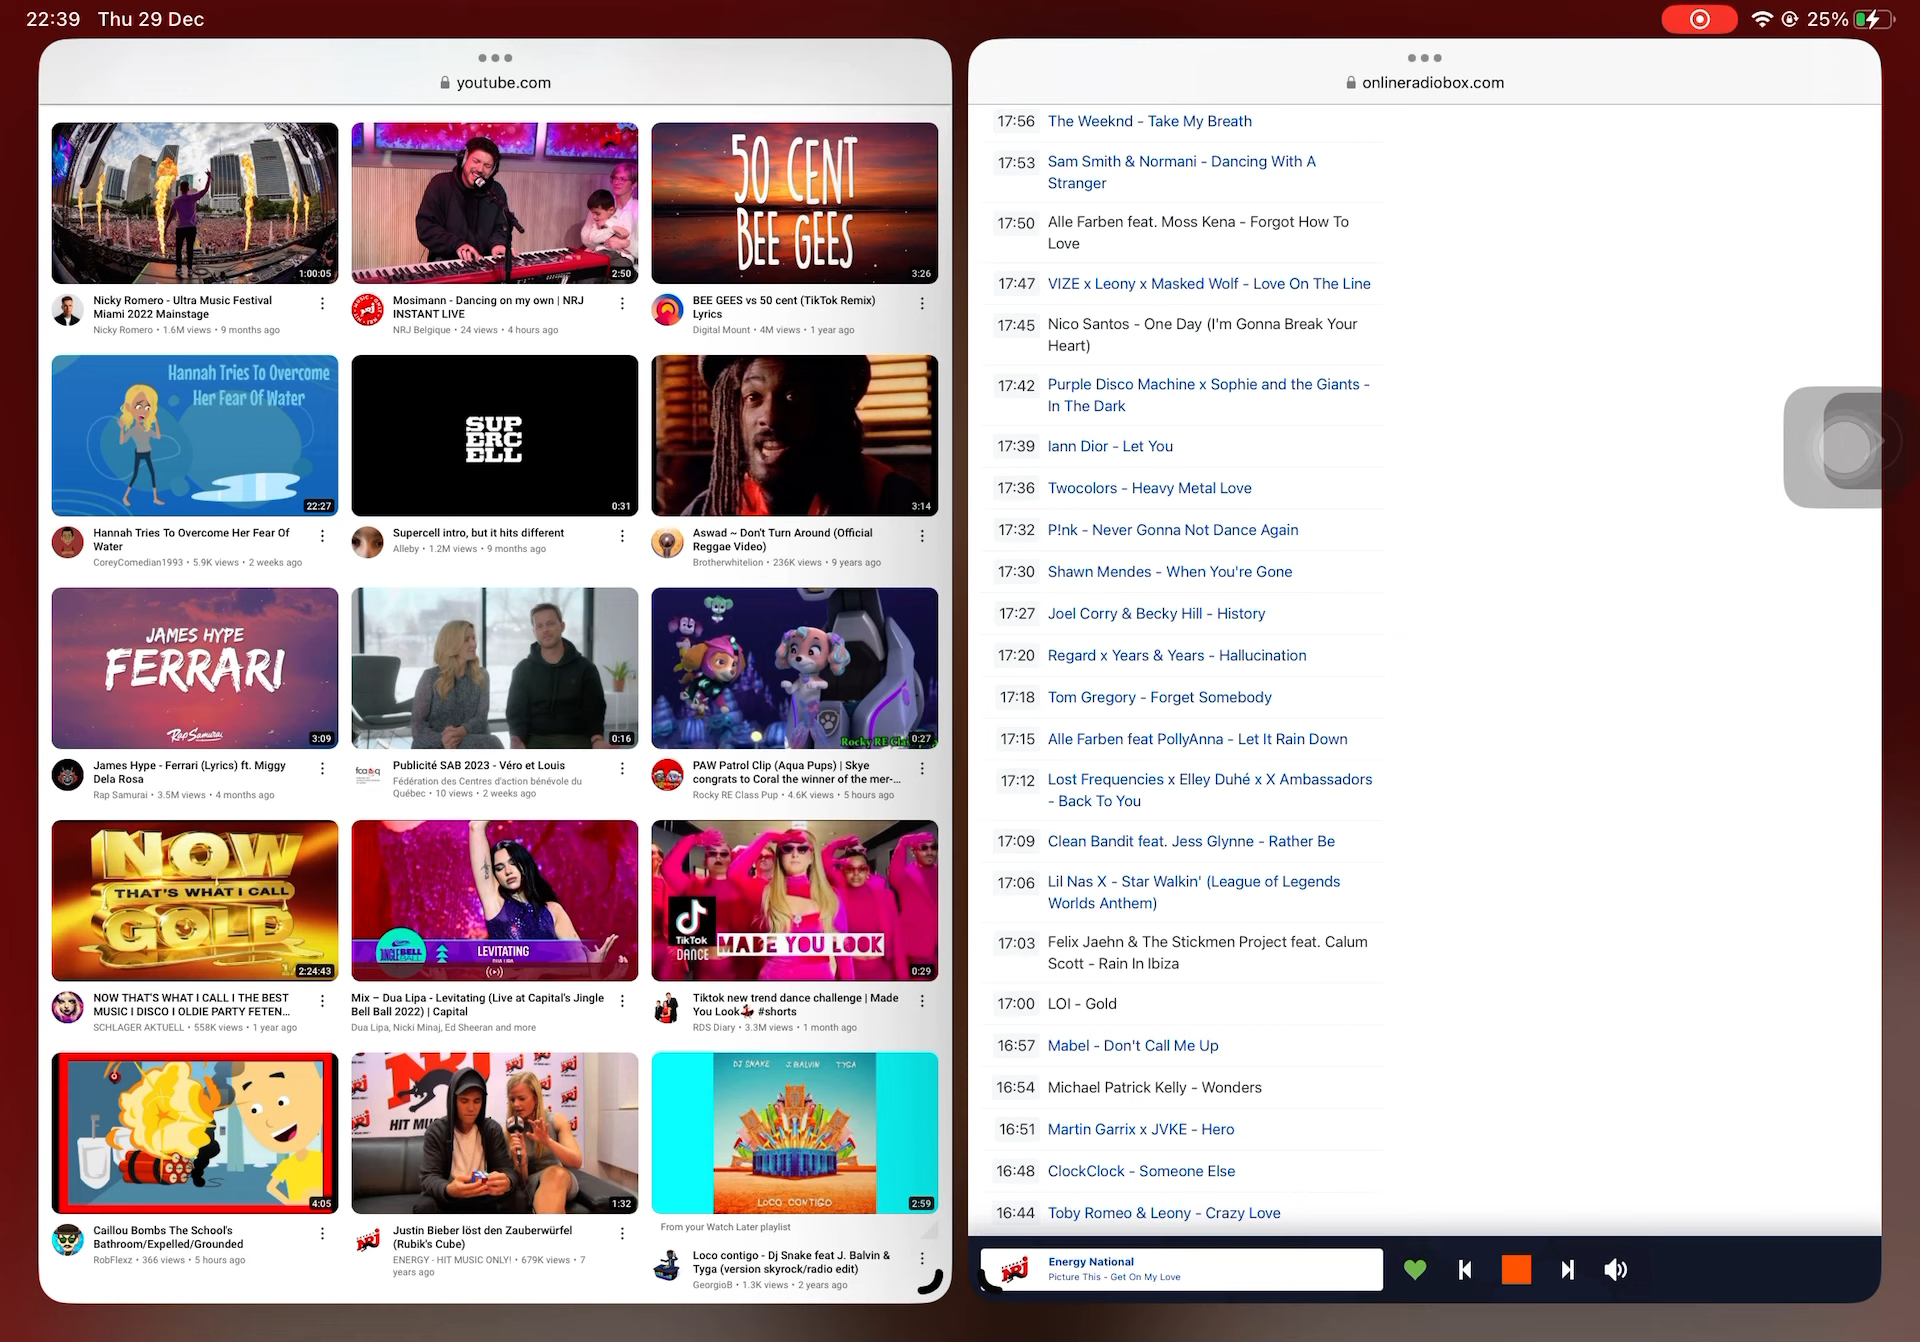 22:39 Thu 29 Dec
25%
youtube.com
50 CENT
BEE GEES
1:00:05
2:50
3:26
Nicky Romero - Ultra Music Festival
Miami 2022 Mainstage
Nicky Romero • 1.6M views • 9 months ago
Mosimann - Dancing on my own | NRJ
INSTANT LIVE
NRJ Belgique • 24 views • 4 hours ago
BEE GEES vs 50 cent (TikTok Remix)
Lyrics
Digital Mount • 4M views • 1 year ago
Hannah Tries To Overcome
Her Fear Of Water
SUP
ERC
ELL
22:27
0:31
3:14
Hannah Tries To Overcome Her Fear Of
Water
CoreyComedian1993 • 5.9K views • 2 weeks ago
Supercell intro, but it hits different
Alleby • 1.2M views • 9 months ago
Aswad ~ Don't Turn Around (Official
Reggae Video)
Brotherwhitelion • 236K views • 9 years ago
JAMES HYPE
FERRARI
Rap Samurai
3:09
0:16
Rocky RE Cla
0:27
James Hype - Ferrari (Lyrics) ft. Miggy
Dela Rosa
Rap Samurai • 3.5M views • 4 months ago
Publicité SAB 2023 - Véro et Louis
Fédération des Centres d'action bénévole du
Québec • 10 views • 2 weeks ago
PAW Patrol Clip (Aqua Pups) | Skye
congrats to Coral the winner of the mer-...
Rocky RE Class Pup • 4.6K views • 5 hours ago
NOW
THAT'S WHAT I CALL
GOLD
2:24:43
JINGLE BELL
BALL
LEVITATING
DUA LIPA
TikTok
DANCE
MADE YOU LOOK
0:29
NOW THAT'S WHAT I CALL I THE BEST
MUSIC I DISCO I OLDIE PARTY FETEN...
SCHLAGER AKTUELL • 558K views • 1 year ago
Mix – Dua Lipa - Levitating (Live at Capital's Jingle
Bell Ball 2022) | Capital
Dua Lipa, Nicki Minaj, Ed Sheeran and more
Tiktok new trend dance challenge | Made
You Look💃 #shorts
RDS Diary • 3.3M views • 1 month ago
4:05
NRJ
HIT MU
1:32
DJ SNAKE J. BALVIN TYGA
LOCO CONTIGO
2:59
Caillou Bombs The School's
Bathroom/Expelled/Grounded
RobFlexz • 366 views • 5 hours ago
Justin Bieber löst den Zauberwürfel
(Rubik's Cube)
ENERGY - HIT MUSIC ONLY! • 679K views • 7
years ago
From your Watch Later playlist
Loco contigo - Dj Snake feat J. Balvin &
Tyga (version skyrock/radio edit)
GeorgioB • 1.3K views • 2 years ago
onlineradiobox.com
17:56 The Weeknd - Take My Breath
17:53 Sam Smith & Normani - Dancing With A
Stranger
17:50 Alle Farben feat. Moss Kena - Forgot How To
Love
17:47 VIZE x Leony x Masked Wolf - Love On The Line
17:45 Nico Santos - One Day (I'm Gonna Break Your
Heart)
17:42 Purple Disco Machine x Sophie and the Giants -
In The Dark
17:39 Iann Dior - Let You
17:36 Twocolors - Heavy Metal Love
17:32 P!nk - Never Gonna Not Dance Again
17:30 Shawn Mendes - When You're Gone
17:27 Joel Corry & Becky Hill - History
17:20 Regard x Years & Years - Hallucination
17:18 Tom Gregory - Forget Somebody
17:15 Alle Farben feat PollyAnna - Let It Rain Down
17:12 Lost Frequencies x Elley Duhé x X Ambassadors
- Back To You
17:09 Clean Bandit feat. Jess Glynne - Rather Be
17:06 Lil Nas X - Star Walkin' (League of Legends
Worlds Anthem)
17:03 Felix Jaehn & The Stickmen Project feat. Calum
Scott - Rain In Ibiza
17:00 LOI - Gold
16:57 Mabel - Don't Call Me Up
16:54 Michael Patrick Kelly - Wonders
16:51 Martin Garrix x JVKE - Hero
16:48 ClockClock - Someone Else
16:44 Toby Romeo & Leony - Crazy Love
NRJ
Energy National
Picture This - Get On My Love